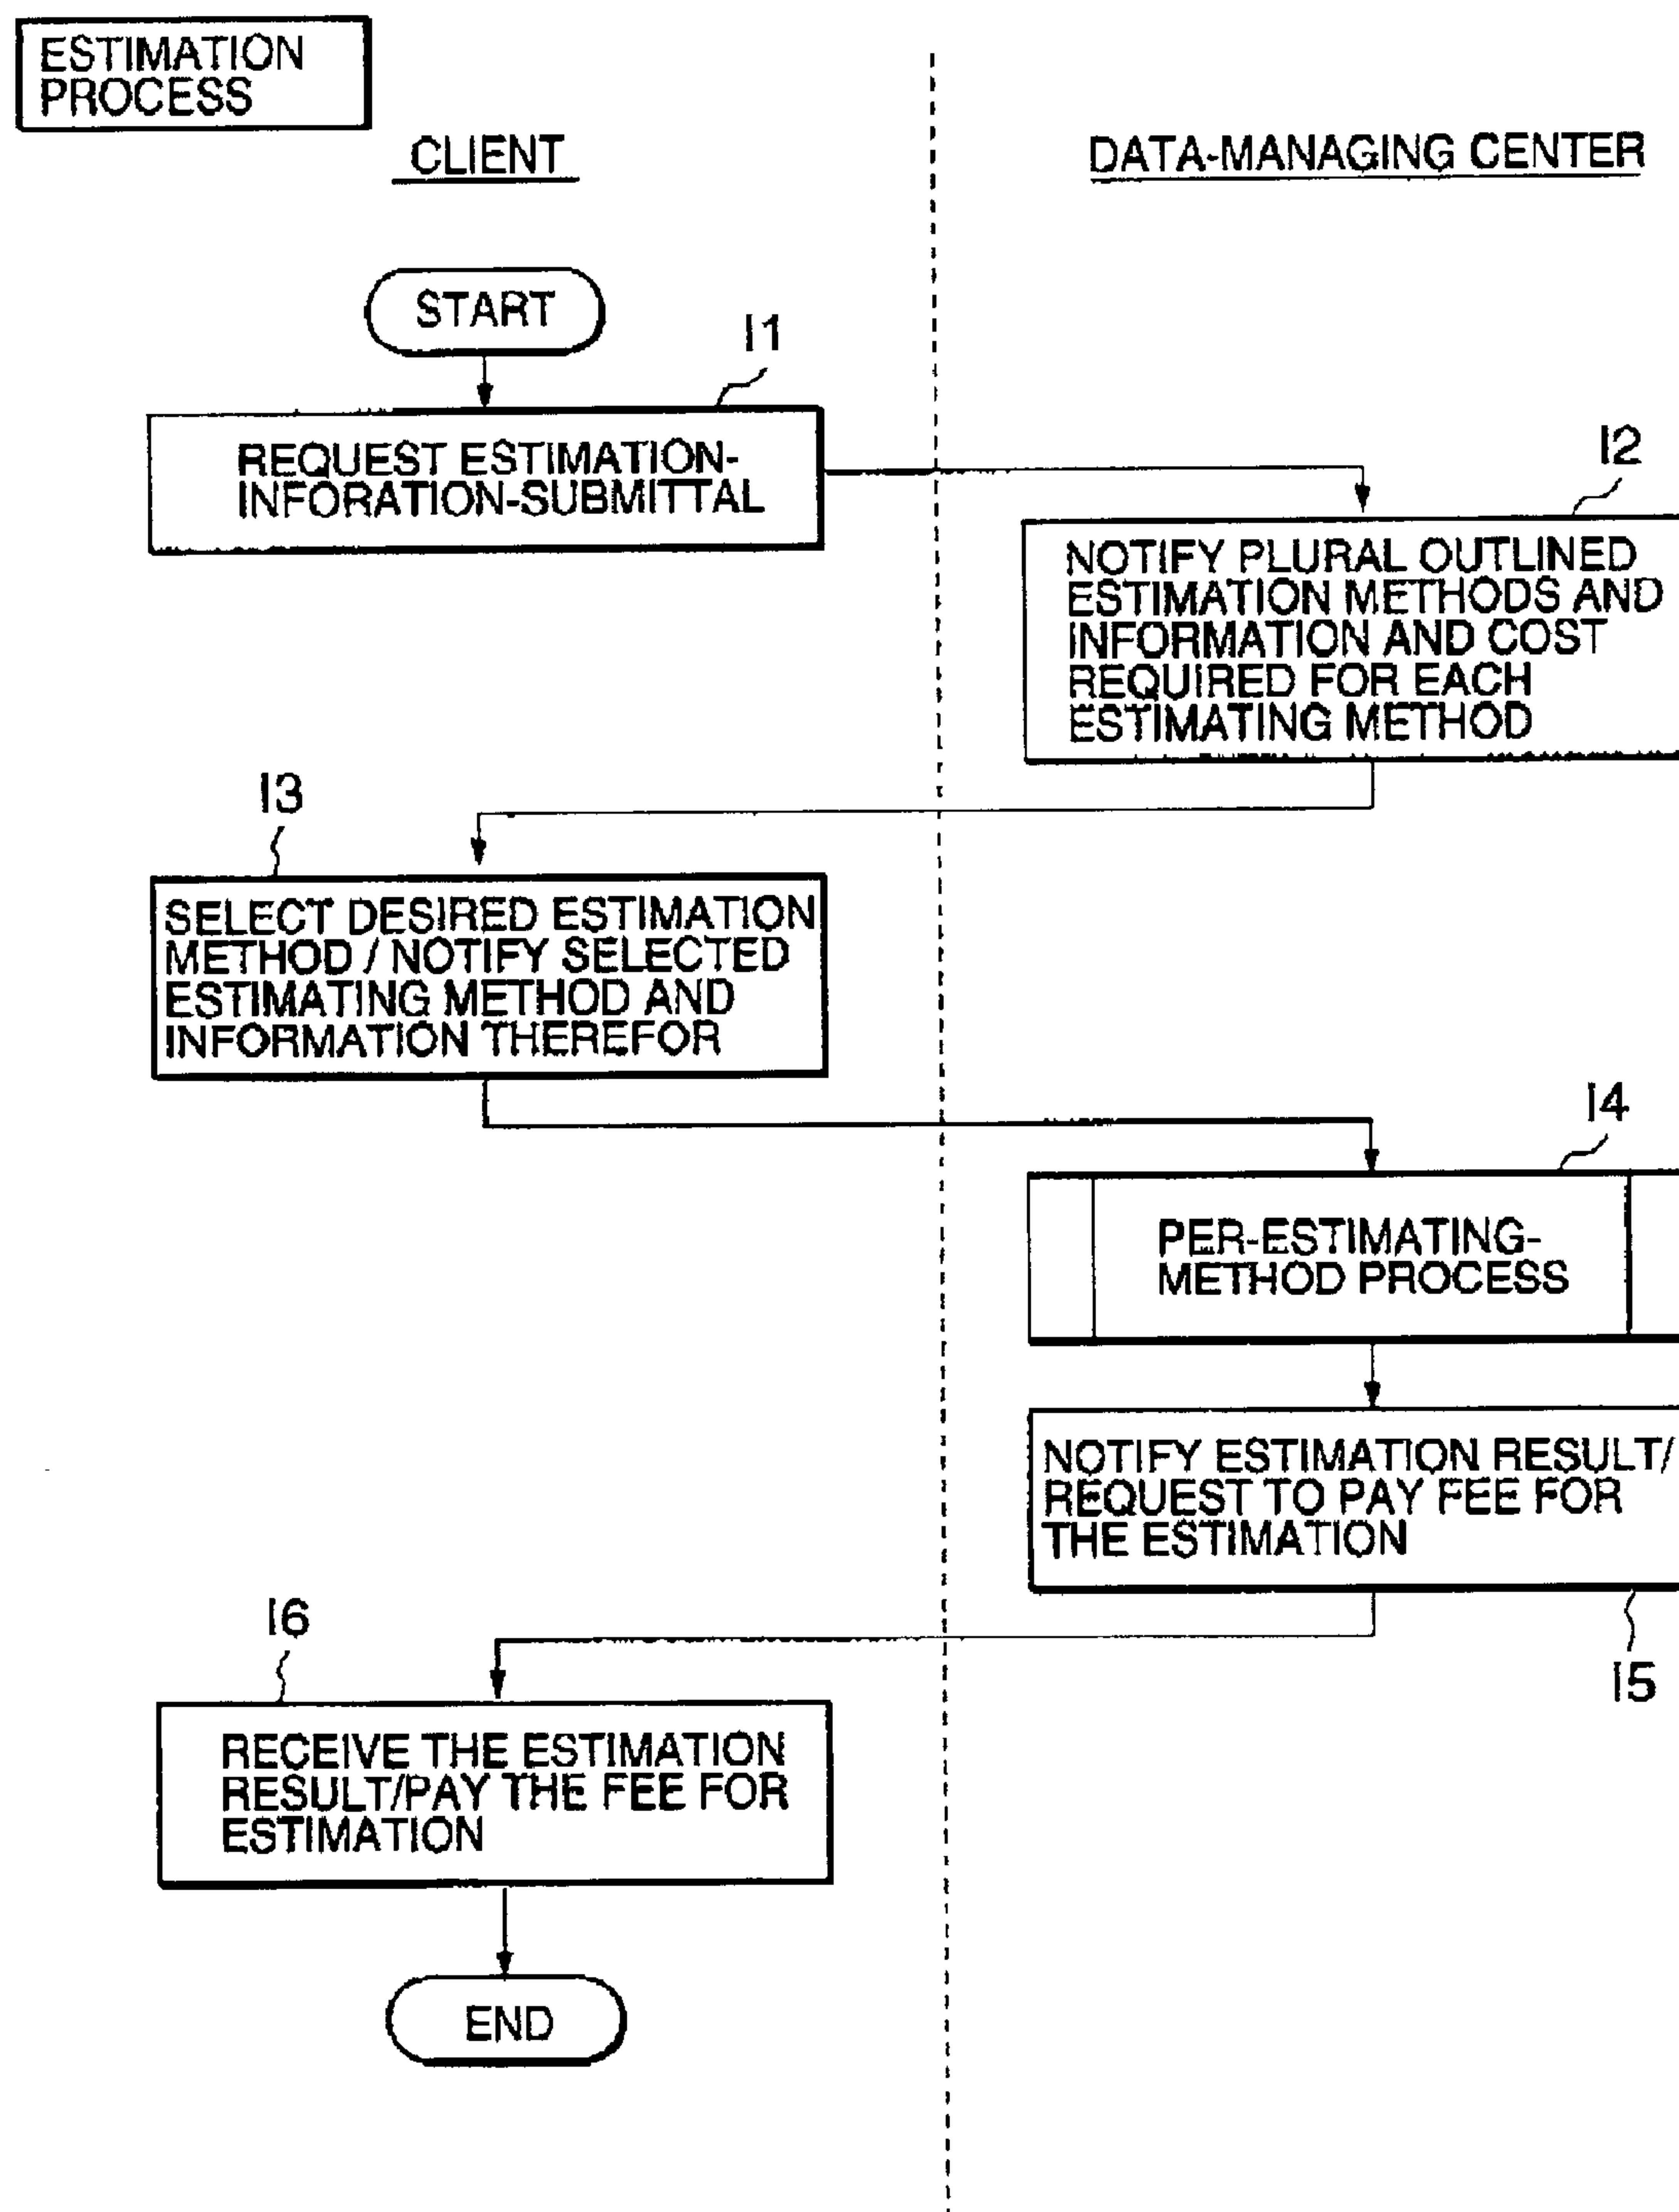 ESTIMATION
PROCESS
CLIENT
DATA-MANAGING CENTER
START
I1
REQUEST ESTIMATION-
INFORATION-SUBMITTAL
I2
NOTIFY PLURAL OUTLINED
ESTIMATION METHODS AND
INFORMATION AND COST
REQUIRED FOR EACH
ESTIMATING METHOD
I3
SELECT DESIRED ESTIMATION
METHOD / NOTIFY SELECTED
ESTIMATING METHOD AND
INFORMATION THEREFOR
I4
PER-ESTIMATING-
METHOD PROCESS
NOTIFY ESTIMATION RESULT/
REQUEST TO PAY FEE FOR
THE ESTIMATION
I5
I6
RECEIVE THE ESTIMATION
RESULT/PAY THE FEE FOR
ESTIMATION
END